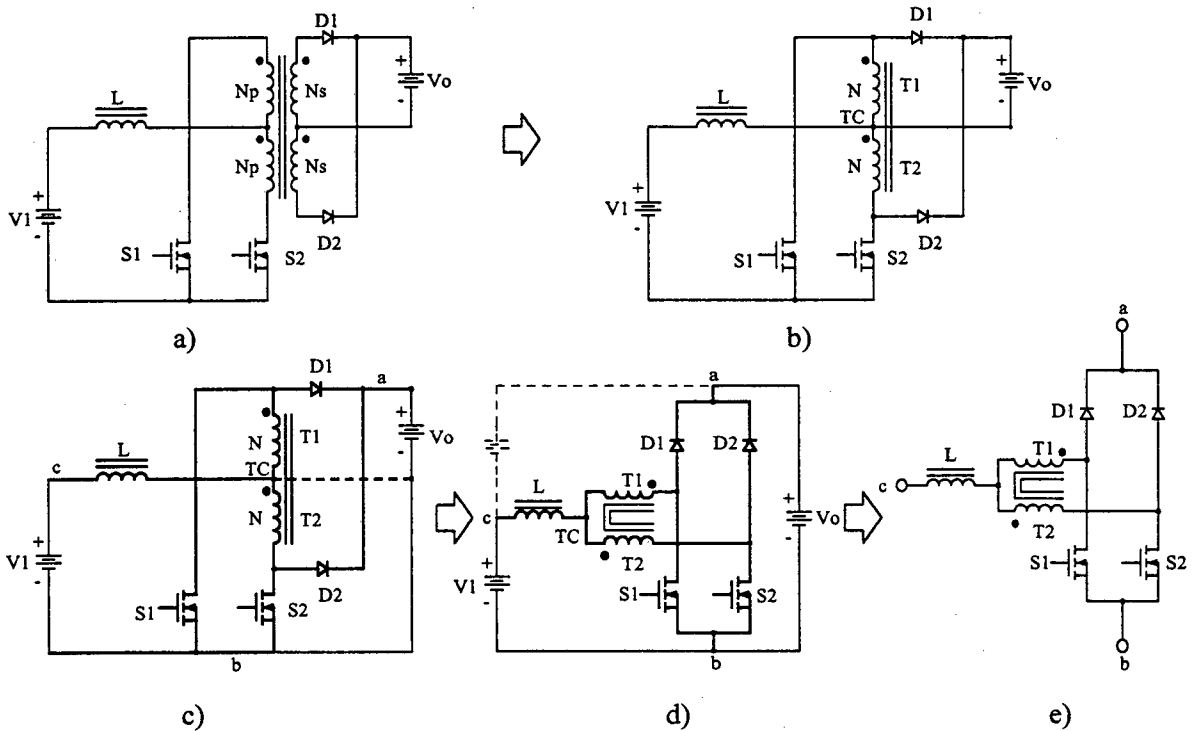 D1
+
Np
Ns
Vo
-
L
Np
Ns
+
V1
-
D2
S1
S2
a)
D1
+
N
T1
Vo
L
-
TC
N
T2
+
V1
-
D2
S1
S2
b)
D1
a
+
N
T1
Vo
c
L
TC
-
N
T2
+
V1
-
D2
S1
S2
b
c)
a
D1
D2
L
T1
+
c
Vo
TC
-
+
T2
V1
-
S1
S2
b
d)
a
D1
D2
T1
L
c
T2
S1
S2
b
e)